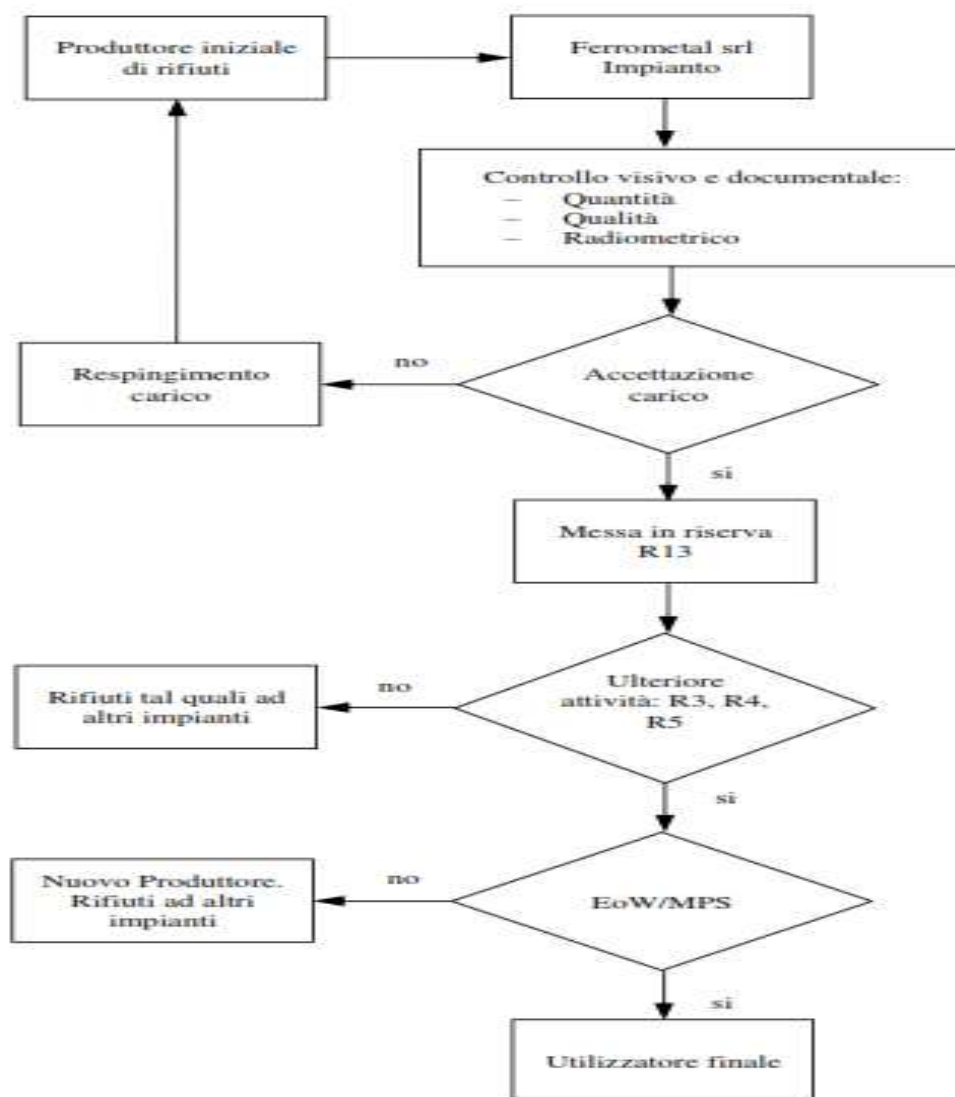 Produttore iniziale
di rifiuti
Ferrometal srl
Impianto
Controllo visivo e documentale:
– Quantità
– Qualità
– Radiometrico
Accettazione
carico
no
Respingimento
carico
si
Messa in riserva
R13
Ulteriore
attività: R3, R4,
R5
no
Rifiuti tal quali ad
altri impianti
si
EoW/MPS
no
Nuovo Produttore.
Rifiuti ad altri
impianti
si
Utilizzatore finale